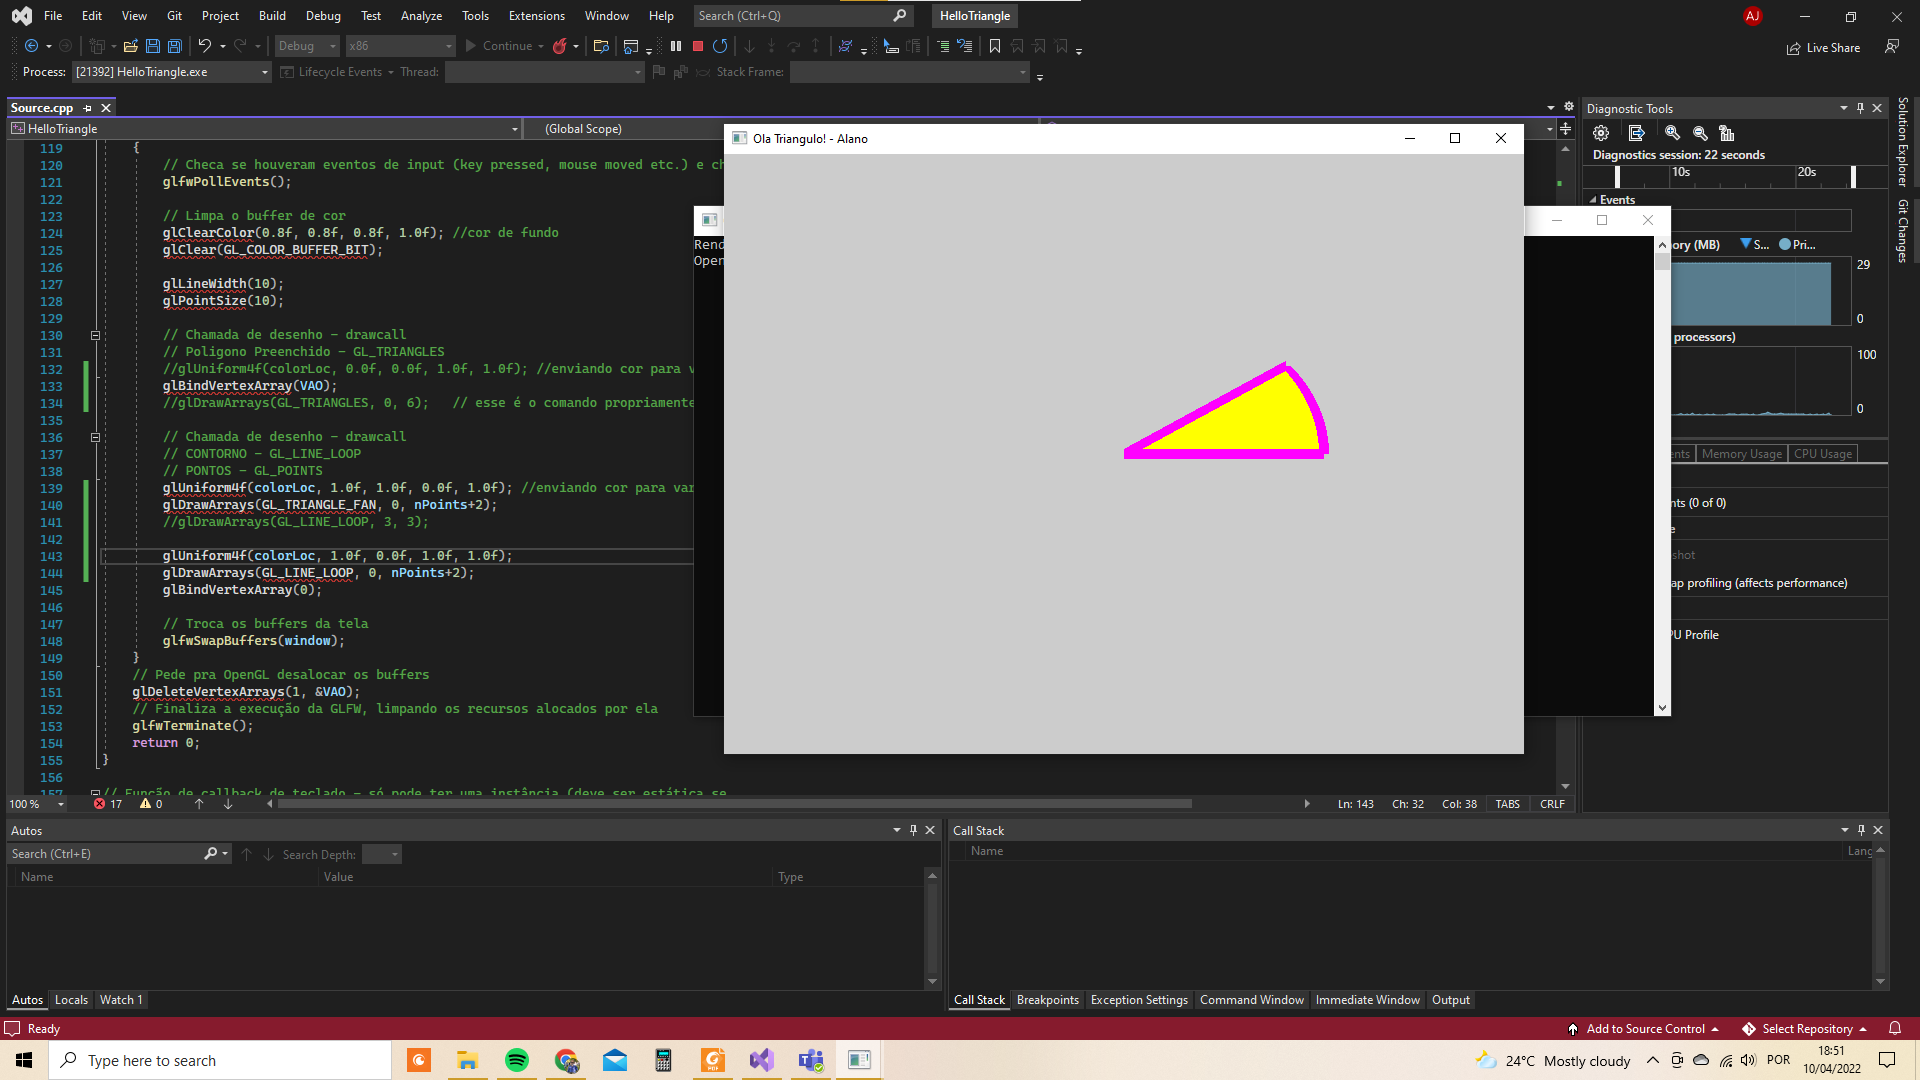 File Edit View Git Project Build Debug Test Analyze Tools Extensions Window Help Search (Ctrl+Q) HelloTriangle AJ
Debug x86 Continue Live Share
Process: [21392] HelloTriangle.exe Lifecycle Events Thread: Stack Frame:
Source.cpp
HelloTriangle (Global Scope)
119 {
120 // Checa se houveram eventos de input (key pressed, mouse moved etc.) e ch
121 glfwPollEvents();
122
123 // Limpa o buffer de cor
124 glClearColor(0.8f, 0.8f, 0.8f, 1.0f); //cor de fundo
125 glClear(GL_COLOR_BUFFER_BIT);
126
127 glLineWidth(10);
128 glPointSize(10);
129
130 // Chamada de desenho - drawcall
131 // Poligono Preenchido - GL_TRIANGLES
132 //glUniform4f(colorLoc, 0.0f, 0.0f, 1.0f, 1.0f); //enviando cor para v
133 glBindVertexArray(VAO);
134 //glDrawArrays(GL_TRIANGLES, 0, 6); // esse é o comando propriamente
135
136 // Chamada de desenho - drawcall
137 // CONTORNO - GL_LINE_LOOP
138 // PONTOS - GL_POINTS
139 glUniform4f(colorLoc, 1.0f, 1.0f, 0.0f, 1.0f); //enviando cor para var
140 glDrawArrays(GL_TRIANGLE_FAN, 0, nPoints+2);
141 //glDrawArrays(GL_LINE_LOOP, 3, 3);
142
143 glUniform4f(colorLoc, 1.0f, 0.0f, 1.0f, 1.0f);
144 glDrawArrays(GL_LINE_LOOP, 0, nPoints+2);
145 glBindVertexArray(0);
146
147 // Troca os buffers da tela
148 glfwSwapBuffers(window);
149 }
150 // Pede pra OpenGL desalocar os buffers
151 glDeleteVertexArrays(1, &VAO);
152 // Finaliza a execução da GLFW, limpando os recursos alocados por ela
153 glfwTerminate();
154 return 0;
155 }
156
157 // Função de callback de teclado - só pode ter uma instância (deve ser estática se
100 % 17 0 Ln: 143 Ch: 32 Col: 38 TABS CRLF
Ola Triangulo! - Alano
Rend
Open
Diagnostic Tools
Diagnostics session: 22 seconds
10s 20s
Events
ory (MB) S... Pri...
29
0
processors)
100
0
ents Memory Usage CPU Usage
nts (0 of 0)
e
shot
ap profiling (affects performance)
PU Profile
Solution Explorer
Git Changes
Autos
Search (Ctrl+E) Search Depth:
Name Value Type
Autos Locals Watch 1
Call Stack
Name Lang
Call Stack Breakpoints Exception Settings Command Window Immediate Window Output
Ready Add to Source Control Select Repository
Type here to search
24°C Mostly cloudy POR 18:51
10/04/2022